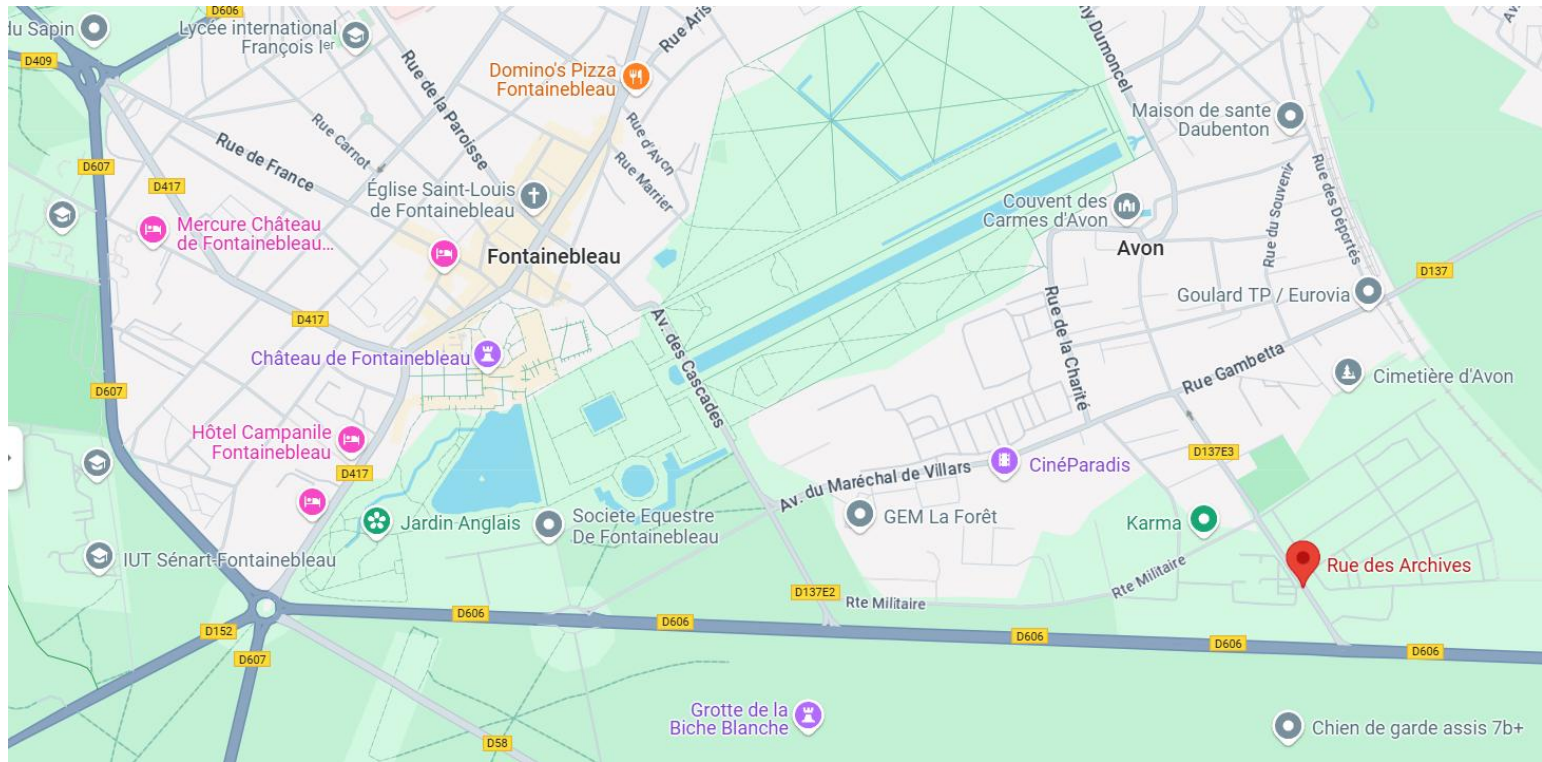 D606
du Sapin
Lycée international
François Ier
D409
Rue de la Paroisse
Rue Aris
Domino's Pizza
Fontainebleau
ny Dumoncel
Av.
Maison de sante
Daubenton
Rue Carnot
Rue de France
Rue d'Avon
Rue Marrier
D607
D417
Église Saint-Louis
de Fontainebleau
Couvent des
Carmes d'Avon
Rue du Souvenir
Rue des Déportés
Mercure Château
de Fontainebleau...
Fontainebleau
Avon
D137
Goulard TP / Eurovia
D417
Av. des Cascades
Rue de la Charité
Château de Fontainebleau
Rue Gambetta
Cimetière d'Avon
D607
Hôtel Campanile
Fontainebleau
D417
D137E3
CinéParadis
Av. du Maréchal de Villars
Jardin Anglais
Societe Equestre
De Fontainebleau
GEM La Forêt
Karma
IUT Sénart-Fontainebleau
Rue des Archives
Rte Militaire
D137E2
Rte Militaire
D606
D606
D606
D606
D606
D152
D607
Grotte de la
Biche Blanche
Chien de garde assis 7b+
D58